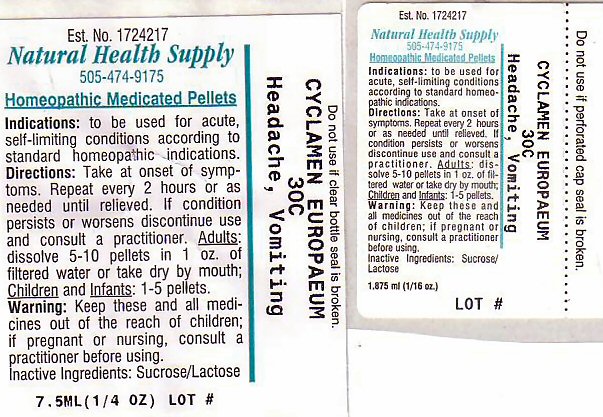 Est. No. 1724217
Natural Health Supply
505-474-9175
Homeopathic Medicated Pellets
Indications: to be used for acute,
self-limiting conditions according to
standard homeopathic indications.
Directions: Take at onset of symp-
toms. Repeat every 2 hours or as
needed until relieved. If condition
persists or worsens discontinue use
and consult a practitioner. Adults:
dissolve 5-10 pellets in 1 oz. of
filtered water or take dry by mouth;
Children and Infants: 1-5 pellets.
Warning: Keep these and all medi-
cines out of the reach of children;
if pregnant or nursing, consult a
practitioner before using.
Inactive Ingredients: Sucrose/Lactose
7.5ML(1/4 OZ) LOT #
Do not use if clear bottle seal is broken.
CYCLAMEN EUROPAEUM
30C
Headache, Vomiting
Est. No. 1724217
Natural Health Supply
505-474-9175
Homeopathic Medicated Pellets
Indications: to be used for
acute, self-limiting conditions
according to standard homeo-
pathic indications.
Directions: Take at onset of
symptoms. Repeat every 2 hours
or as needed until relieved. If
condition persists or worsens
discontinue use and consult a
practitioner. Adults: dis-
solve 5-10 pellets in 1 oz. of fil-
tered water or take dry by mouth;
Children and Infants: 1-5 pellets.
Warning: Keep these and
all medicines out of the reach
of children; if pregnant or
nursing, consult a practitioner
before using.
Inactive Ingredients: Sucrose/
Lactose
1.875 ml (1/16 oz.)
LOT #
Do not use if perforated cap seal is broken.
CYCLAMEN EUROPAEUM
30C
Headache, Vomiting